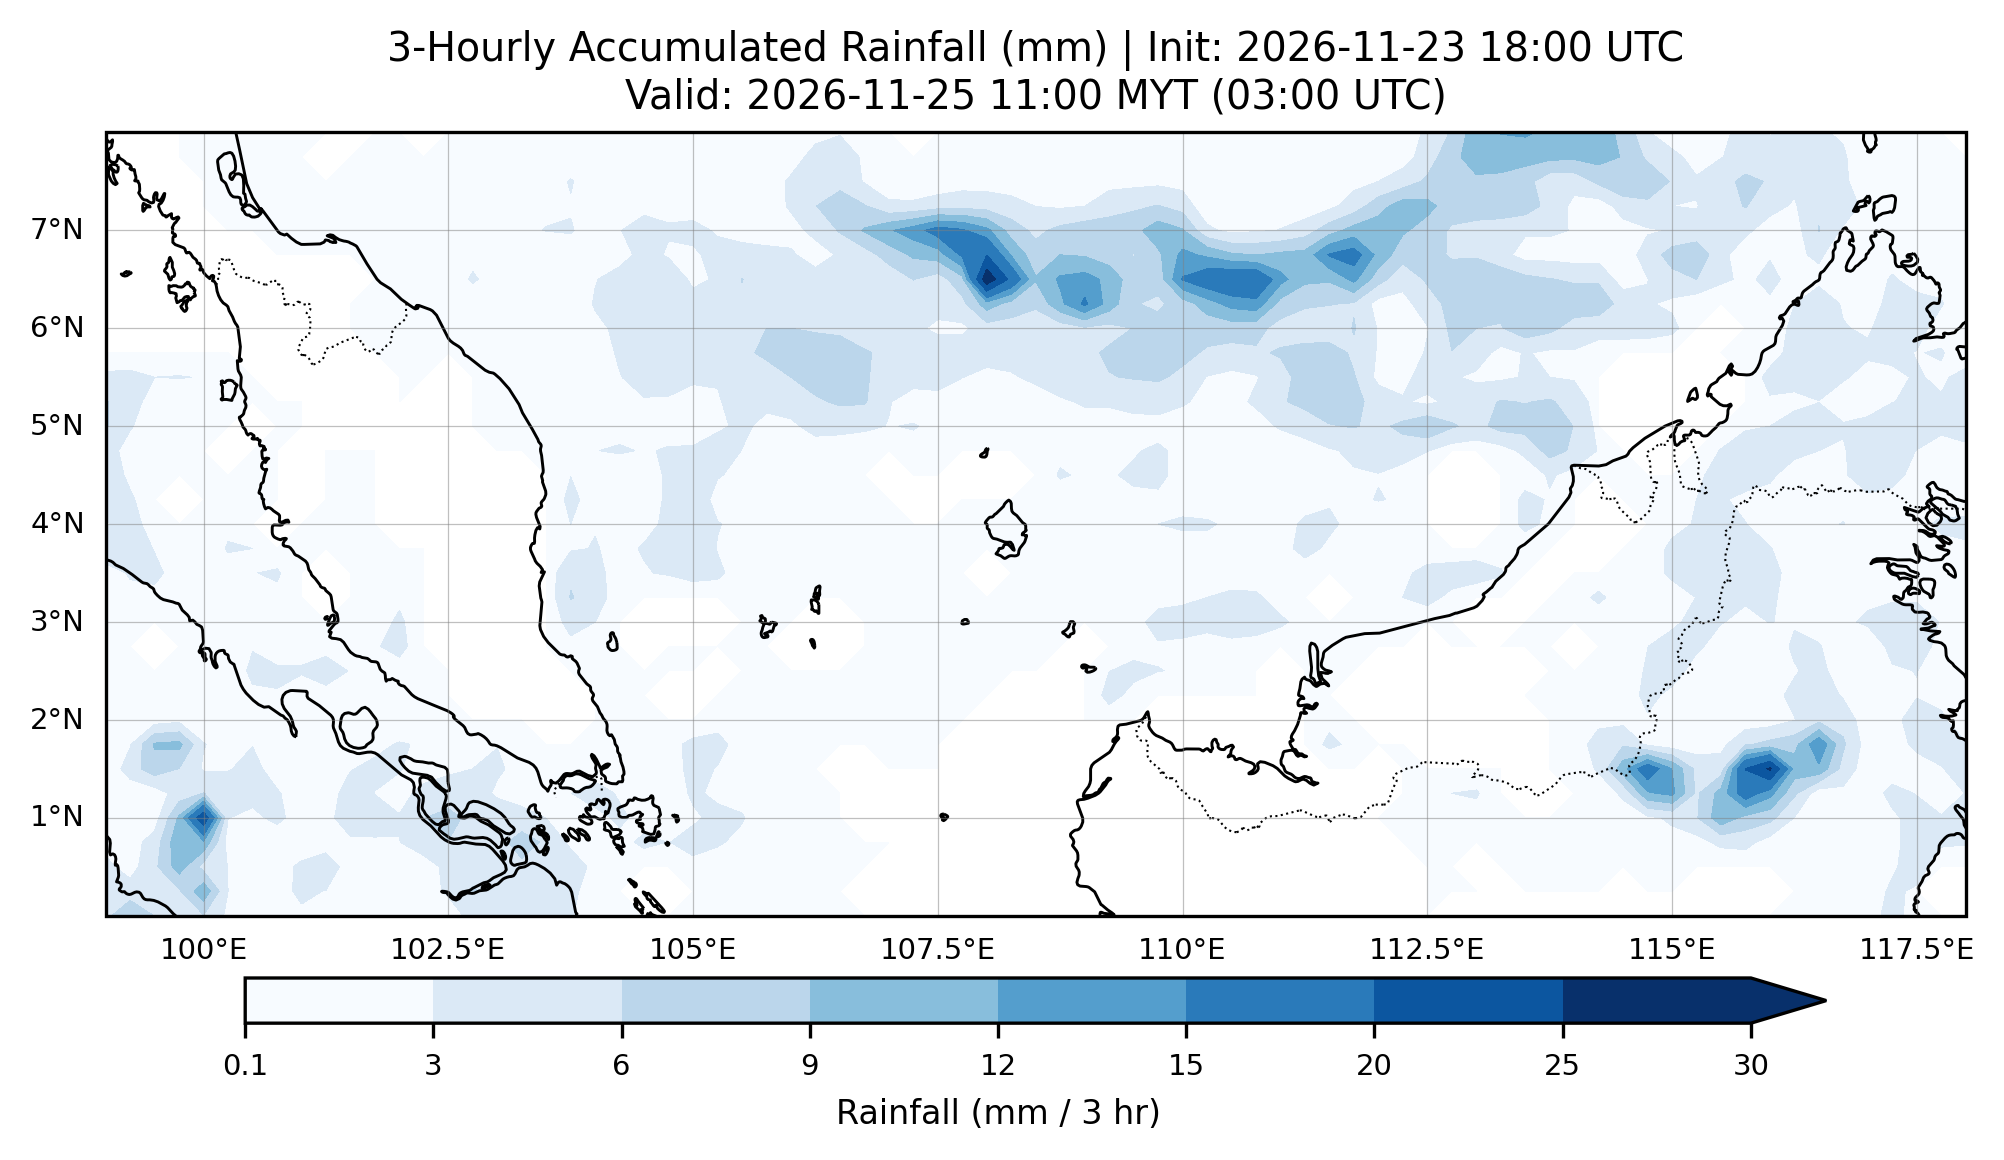 3-Hourly Accumulated Rainfall (mm) | Init: 2026-11-23 18:00 UTC
Valid: 2026-11-25 11:00 MYT (03:00 UTC)
7°N
6°N
5°N
4°N
3°N
2°N
1°N
100°E 102.5°E 105°E 107.5°E 110°E 112.5°E 115°E 117.5°E
0.1 3 6 9 12 15 20 25 30
Rainfall (mm / 3 hr)